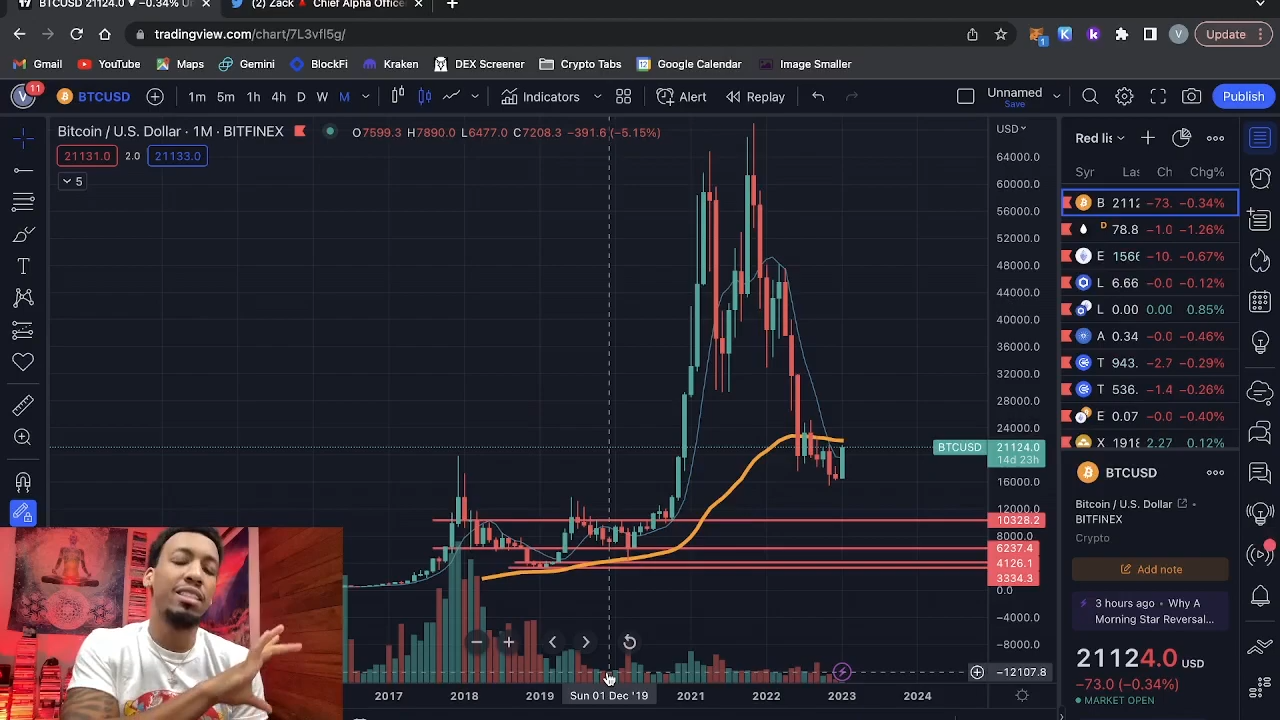 BTCUSD 21124.0 ▼ −0.34% Un
(2) Zack ▲ Chief Alpha Officer
tradingview.com/chart/7L3vfl5g/
1
V
Update
Gmail
YouTube
Maps
Gemini
BlockFi
Kraken
DEX Screener
Crypto Tabs
Google Calendar
Image Smaller
V
11
BTCUSD
1m
5m
1h
4h
D
W
M
Indicators
Alert
Replay
Unnamed
Save
Publish
Bitcoin / U.S. Dollar · 1M · BITFINEX
O7599.3 H7890.0 L6477.0 C7208.3 −391.6 (−5.15%)
21131.0
2.0
21133.0
5
USD
64000.0
60000.0
56000.0
52000.0
48000.0
44000.0
40000.0
36000.0
32000.0
28000.0
24000.0
BTCUSD
21124.0
14d 23h
16000.0
12000.0
10328.2
8000.0
6237.4
4126.1
3334.3
0.0
−4000.0
−8000.0
−12107.8
2017
2018
2019
Sun 01 Dec '19
2021
2022
2023
2024
Red lis
Syr
Las
Ch
Chg%
B 2112 −73. −0.34%
D 78.8 −1.0 −1.26%
E 1566 −10. −0.67%
L 6.66 −0.0 −0.12%
L 0.00 0.00 0.85%
A 0.34 −0.0 −0.46%
T 943. −2.7 −0.29%
T 536. −1.4 −0.26%
E 0.07 −0.0 −0.40%
X 1918 2.27 0.12%
BTCUSD
Bitcoin / U.S. Dollar
BITFINEX
Crypto
Add note
3 hours ago • Why A
Morning Star Reversal...
21124.0 USD
−73.0 (−0.34%)
MARKET OPEN